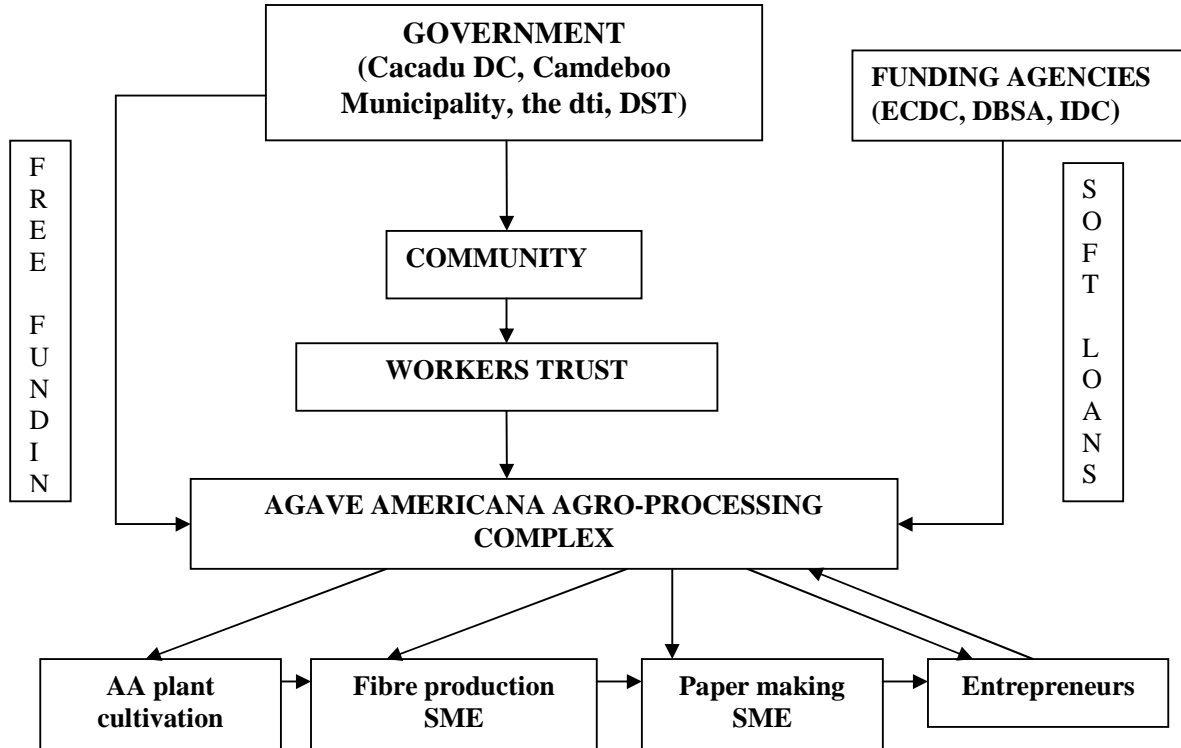 GOVERNMENT
(Cacadu DC, Camdeboo
Municipality, the dti, DST)
FUNDING AGENCIES
(ECDC, DBSA, IDC)
F
R
E
E
F
U
N
D
I
N
S
O
F
T
L
O
A
N
S
COMMUNITY
WORKERS TRUST
AGAVE AMERICANA AGRO-PROCESSING
COMPLEX
AA plant
cultivation
Fibre production
SME
Paper making
SME
Entrepreneurs